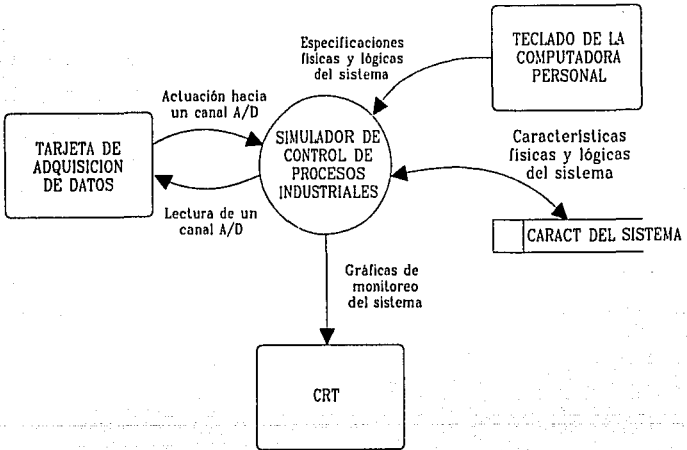 Especificaciones
físicas y lógicas
del sistema
TECLADO DE LA
COMPUTADORA
PERSONAL
Actuación hacia
un canal A/D
TARJETA DE
ADQUISICION
DE DATOS
SIMULADOR DE
CONTROL DE
PROCESOS
INDUSTRIALES
Características
físicas y lógicas
del sistema
Lectura de un
canal A/D
CARACT DEL SISTEMA
Gráficas de
monitoreo
del sistema
CRT